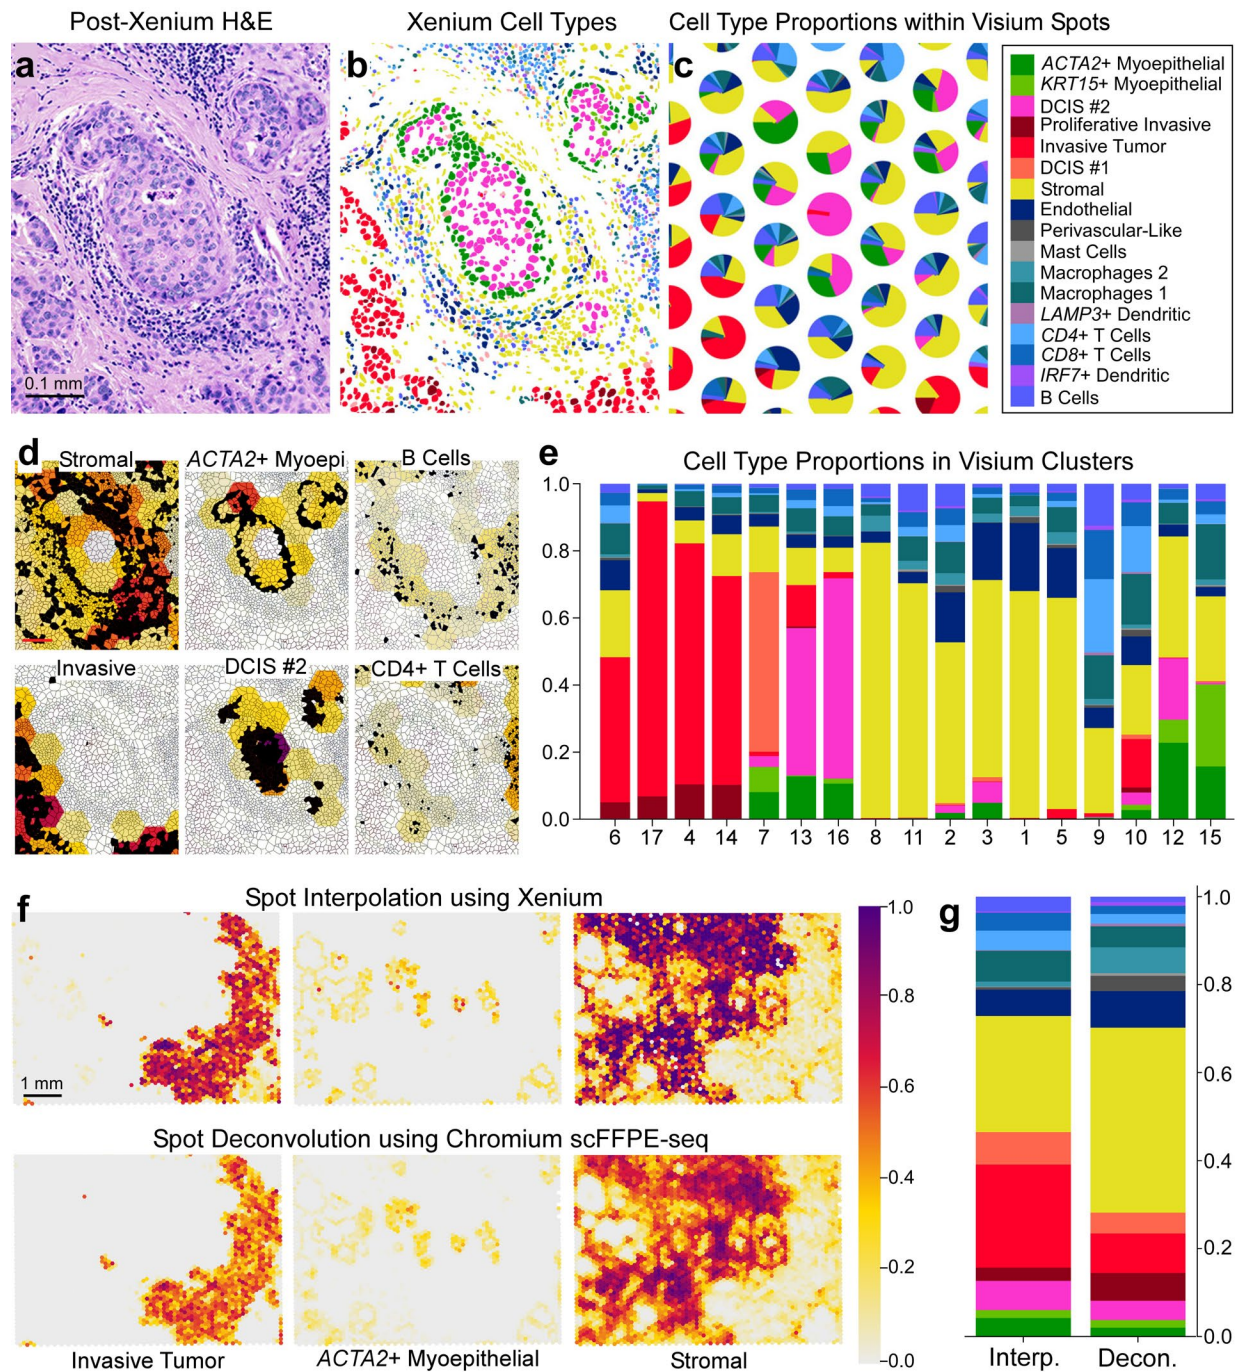 Post-Xenium H&E
Xenium Cell Types
Cell Type Proportions within Visium Spots
a
b
c
0.1 mm
ACTA2+ Myoepithelial
KRT15+ Myoepithelial
DCIS #2
Proliferative Invasive
Invasive Tumor
DCIS #1
Stromal
Endothelial
Perivascular-Like
Mast Cells
Macrophages 2
Macrophages 1
LAMP3+ Dendritic
CD4+ T Cells
CD8+ T Cells
IRF7+ Dendritic
B Cells
d
Stromal
ACTA2+ Myoepi
B Cells
Invasive
DCIS #2
CD4+ T Cells
e
Cell Type Proportions in Visium Clusters
1.0
0.8
0.6
0.4
0.2
0.0
6 17 4 14 7 13 16 8 11 2 3 1 5 9 10 12 15
f
Spot Interpolation using Xenium
1 mm
Spot Deconvolution using Chromium scFFPE-seq
Invasive Tumor
ACTA2+ Myoepithelial
Stromal
1.0
0.8
0.6
0.4
0.2
0.0
g
1.0
0.8
0.6
0.4
0.2
0.0
Interp.
Decon.